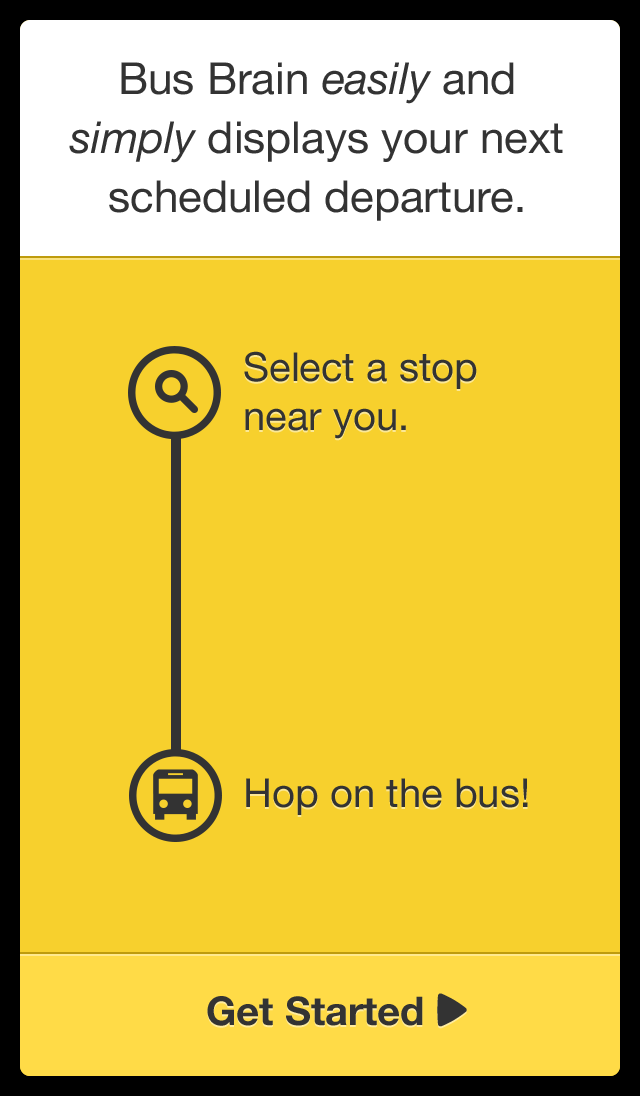 Bus Brain easily and
simply displays your next
scheduled departure.
Select a stop
near you.
Hop on the bus!
Get Started